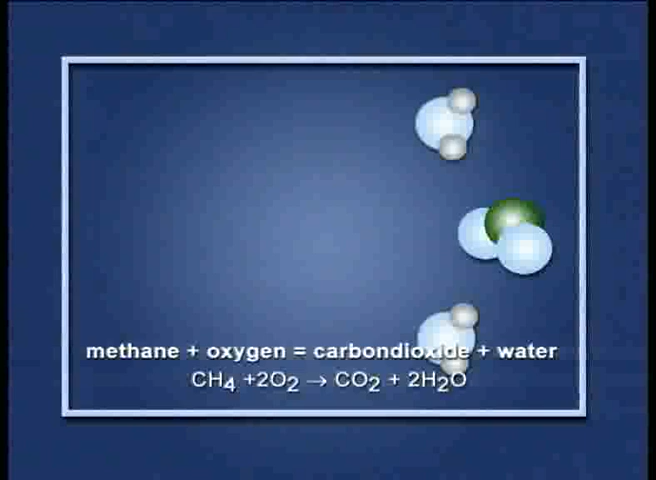 methane + oxygen = carbondioxide + water
CH4 +2O2 → CO2 + 2H2O